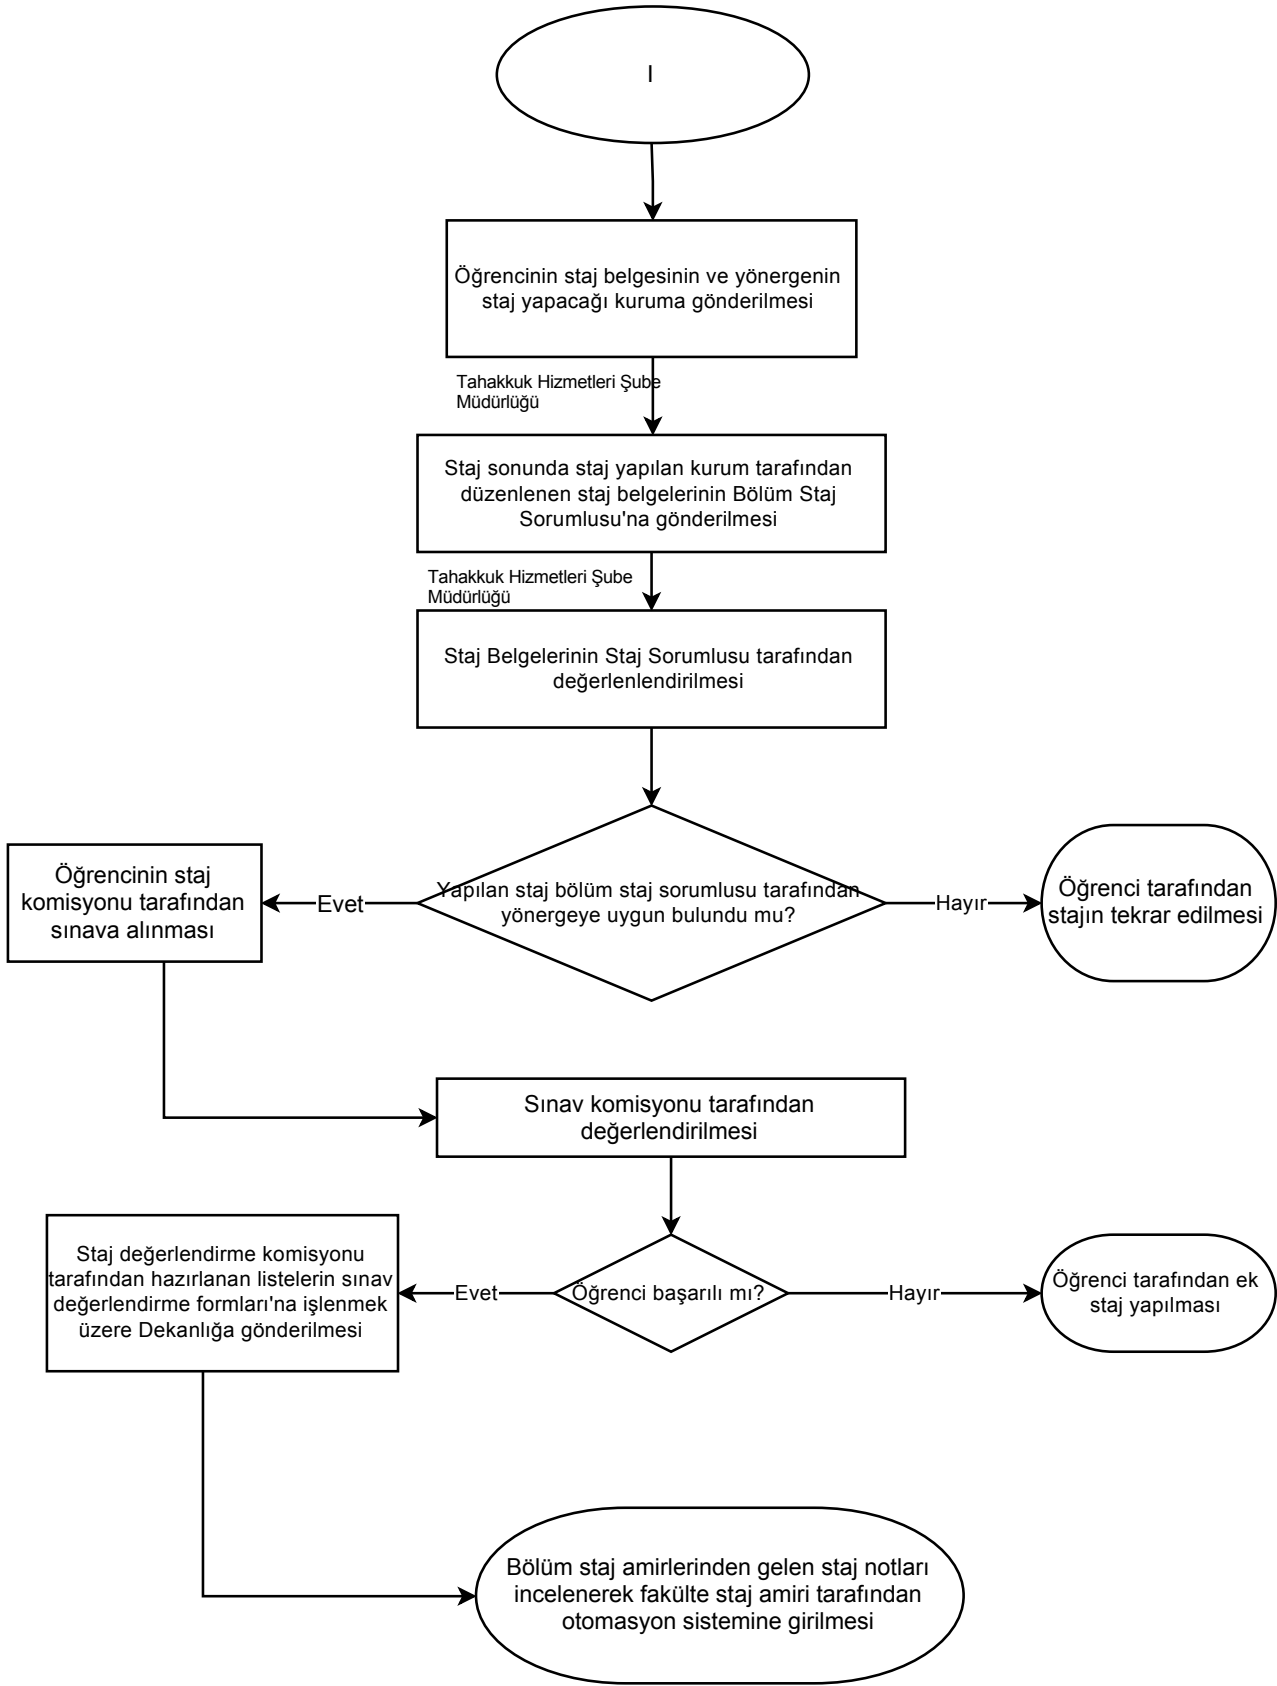 I
Öğrencinin staj belgesinin ve yönergenin
staj yapacağı kuruma gönderilmesi
Tahakkuk Hizmetleri Şube
Müdürlüğü
Staj sonunda staj yapılan kurum tarafından
düzenlenen staj belgelerinin Bölüm Staj
Sorumlusu'na gönderilmesi
Tahakkuk Hizmetleri Şube
Müdürlüğü
Staj Belgelerinin Staj Sorumlusu tarafından
değerlenlendirilmesi
Yapılan staj bölüm staj sorumlusu tarafından
yönergeye uygun bulundu mu?
Evet
Öğrencinin staj
komisyonu tarafından
sınava alınması
Hayır
Öğrenci tarafından
stajın tekrar edilmesi
Sınav komisyonu tarafından
değerlendirilmesi
Öğrenci başarılı mı?
Evet
Staj değerlendirme komisyonu
tarafından hazırlanan listelerin sınav
değerlendirme formları'na işlenmek
üzere Dekanlığa gönderilmesi
Hayır
Öğrenci tarafından ek
staj yapılması
Bölüm staj amirlerinden gelen staj notları
incelenerek fakülte staj amiri tarafından
otomasyon sistemine girilmesi